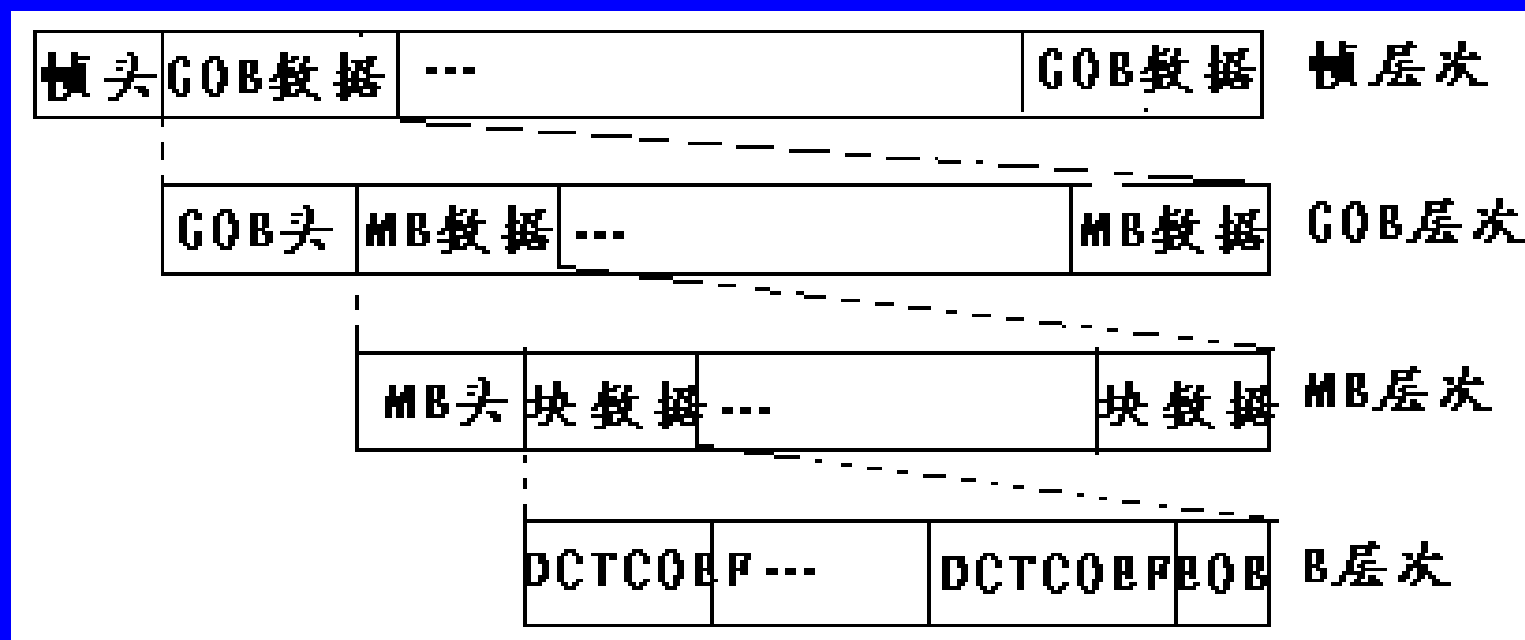 帧头 GOB数据 --- GOB数据 帧层次
GOB头 MB数据 --- MB数据 GOB层次
MB头 块数据 --- 块数据 MB层次
DCTCOEF --- DCTCOEF EOB B层次